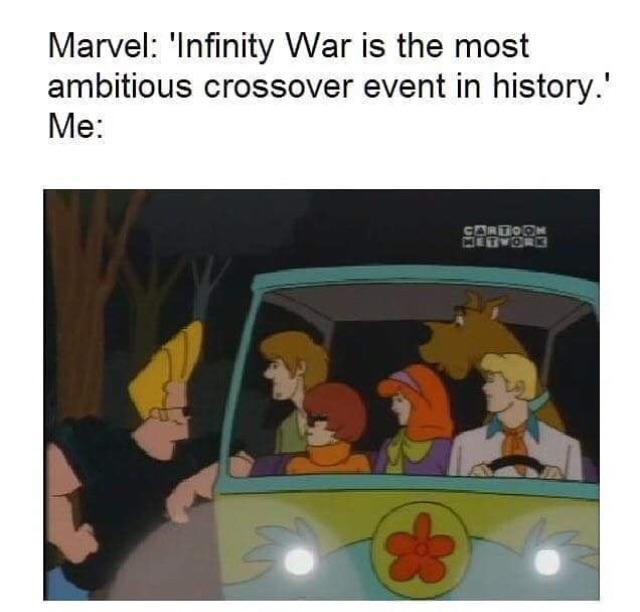 Marvel: 'Infinity War is the most
ambitious crossover event in history.'
Me:
CARTOON
NETWORK